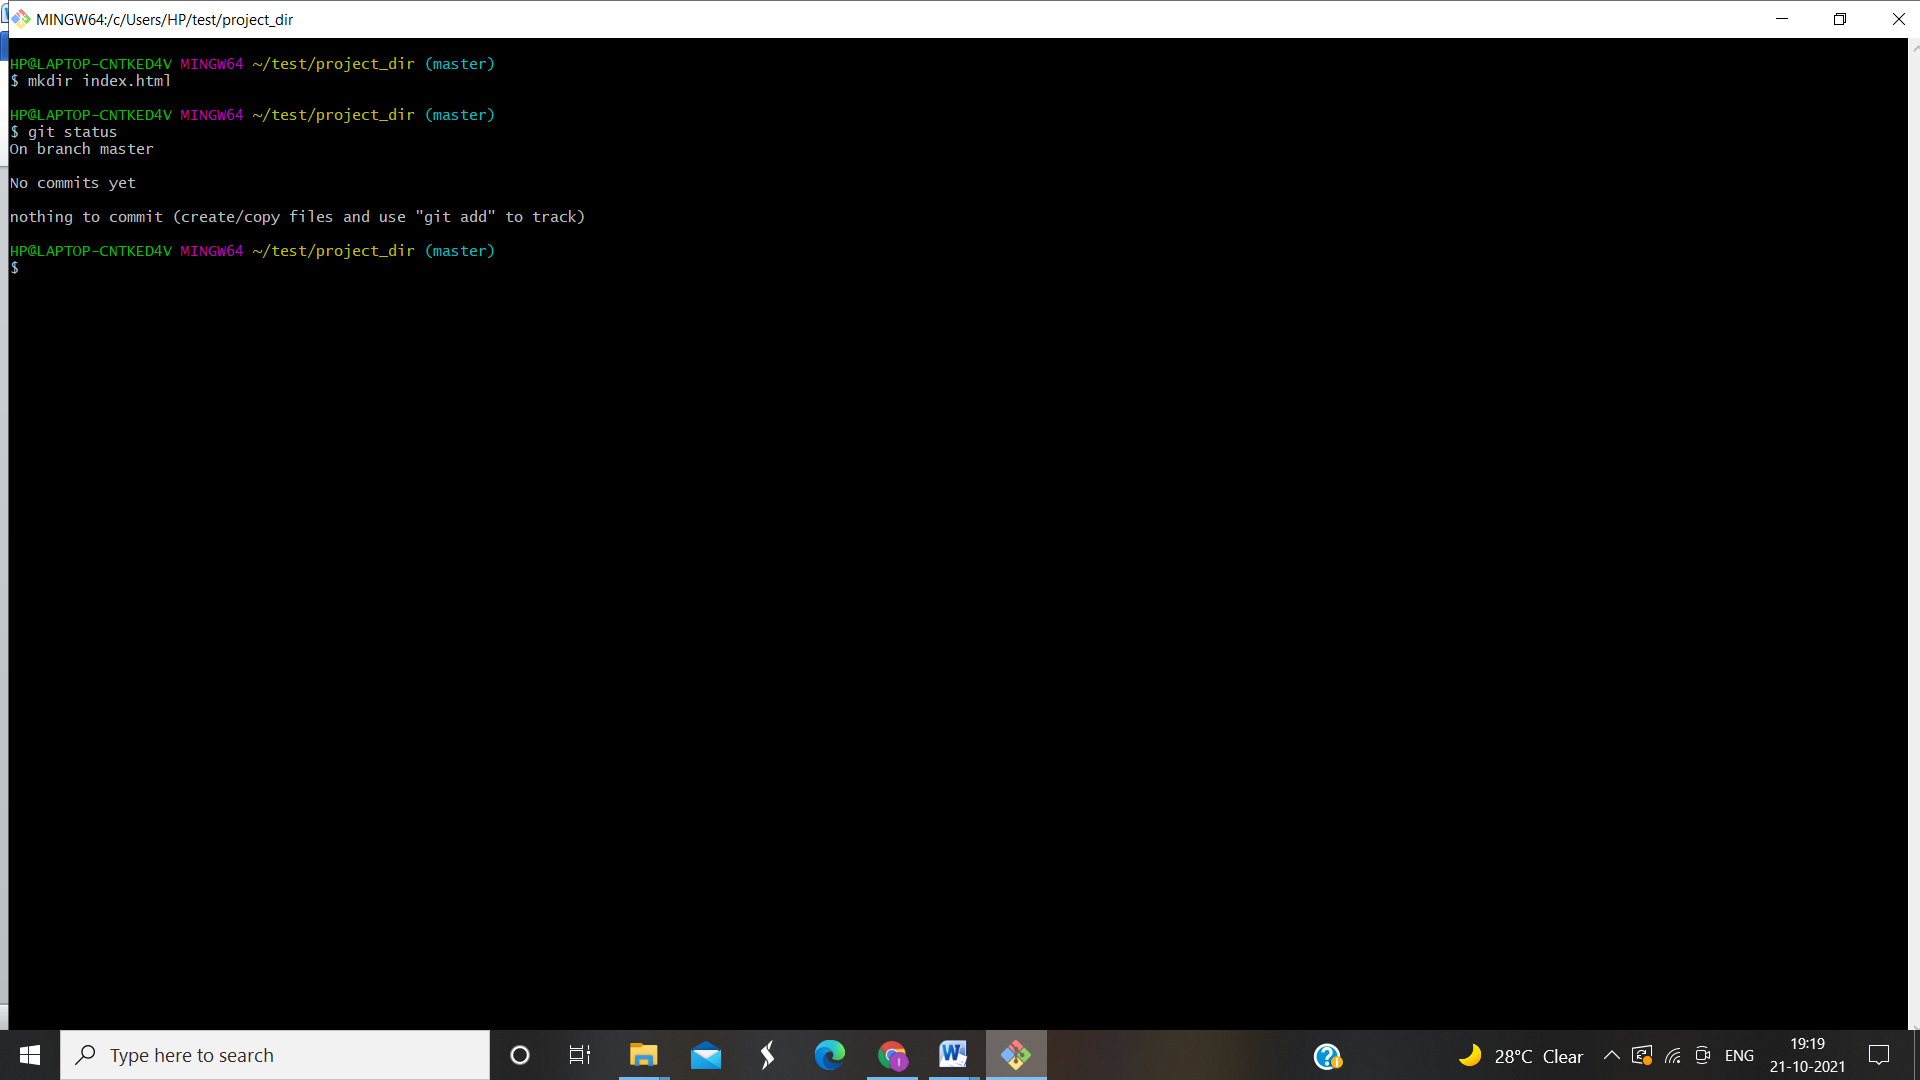 MINGW64:/c/Users/HP/test/project_dir
HP@LAPTOP-CNTKED4V MINGW64 ~/test/project_dir (master)
$ mkdir index.html
HP@LAPTOP-CNTKED4V MINGW64 ~/test/project_dir (master)
$ git status
On branch master
No commits yet
nothing to commit (create/copy files and use "git add" to track)
HP@LAPTOP-CNTKED4V MINGW64 ~/test/project_dir (master)
$
Type here to search
28°C Clear
ENG
19:19
21-10-2021